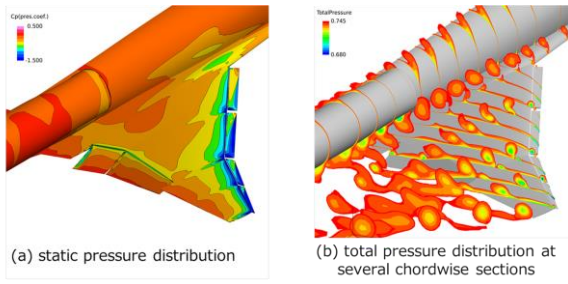 Cp(pres.coef.)
0.500
-1.500
(a) static pressure distribution
TotalPressure
0.745
0.680
(b) total pressure distribution at
several chordwise sections